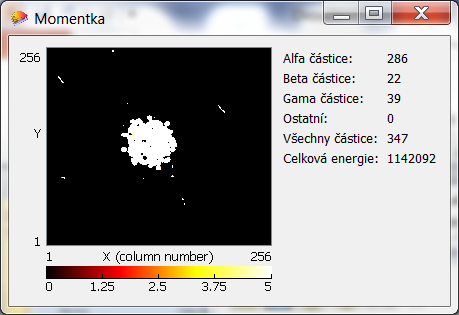 Momentka
256
Y
1
1 X (column number) 256
0 1.25 2.5 3.75 5
Alfa částice: 286
Beta částice: 22
Gama částice: 39
Ostatní: 0
Všechny částice: 347
Celková energie: 1142092